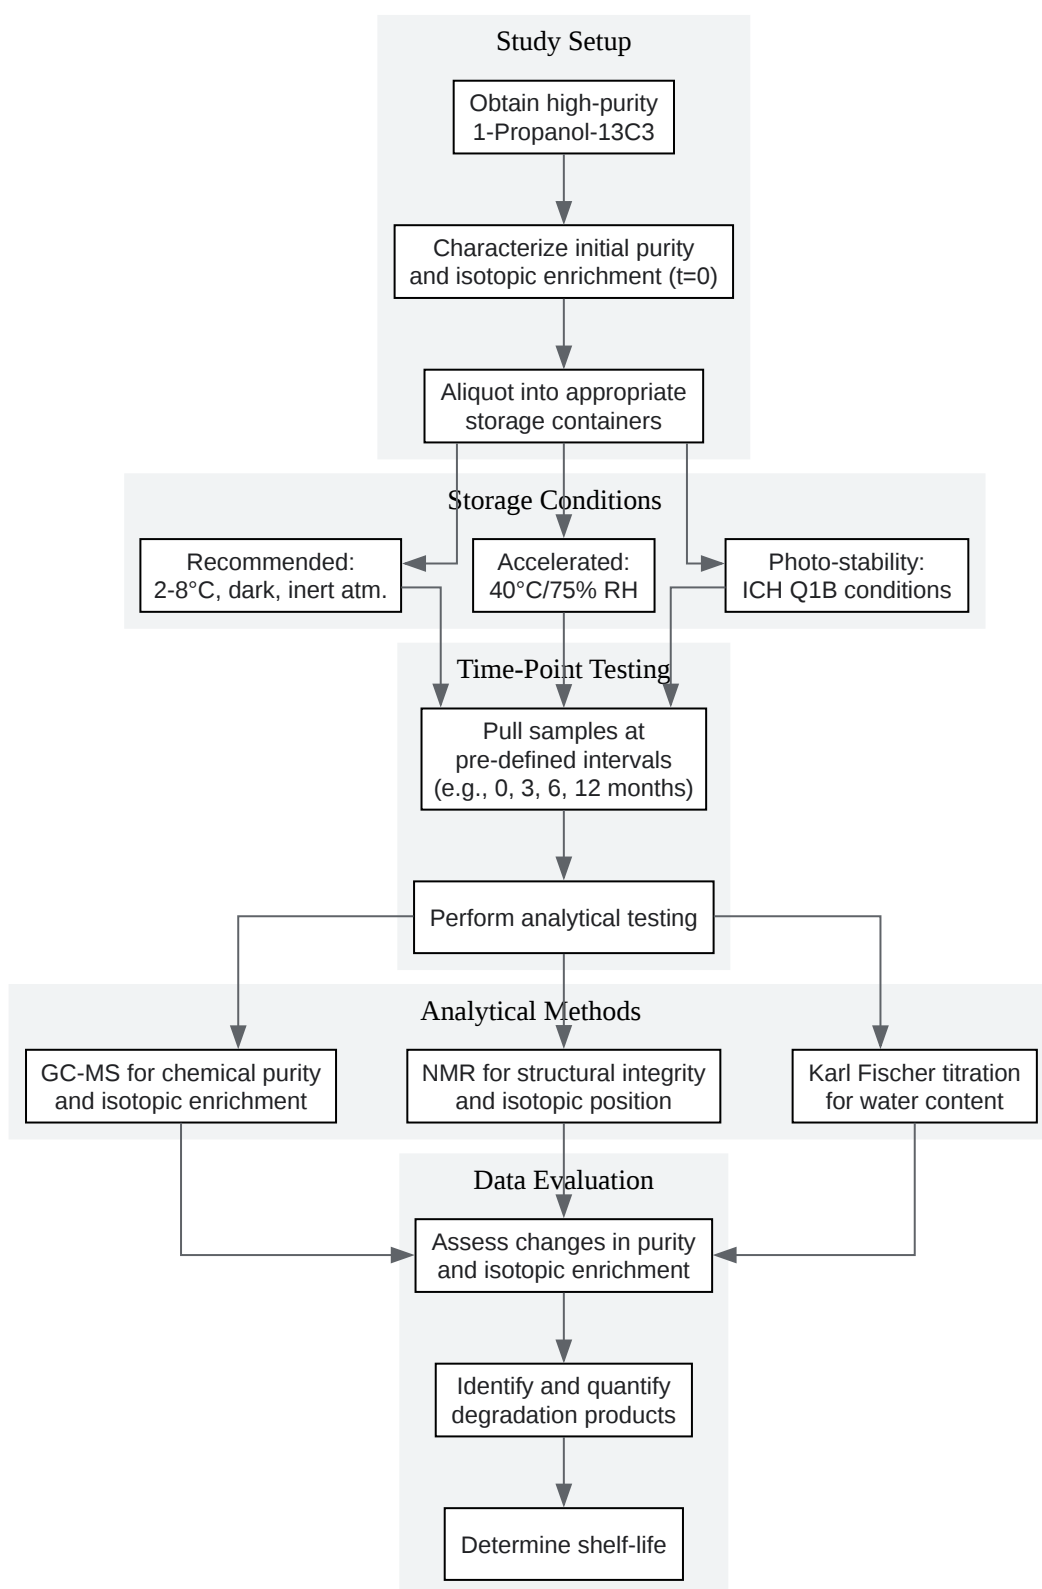 Study Setup
Obtain high-purity
1-Propanol-13C3
Characterize initial purity
and isotopic enrichment (t=0)
Aliquot into appropriate
storage containers
Storage Conditions
Recommended:
2-8°C, dark, inert atm.
Accelerated:
40°C/75% RH
Photo-stability:
ICH Q1B conditions
Time-Point Testing
Pull samples at
pre-defined intervals
(e.g., 0, 3, 6, 12 months)
Perform analytical testing
Analytical Methods
GC-MS for chemical purity
and isotopic enrichment
NMR for structural integrity
and isotopic position
Karl Fischer titration
for water content
Data Evaluation
Assess changes in purity
and isotopic enrichment
Identify and quantify
degradation products
Determine shelf-life